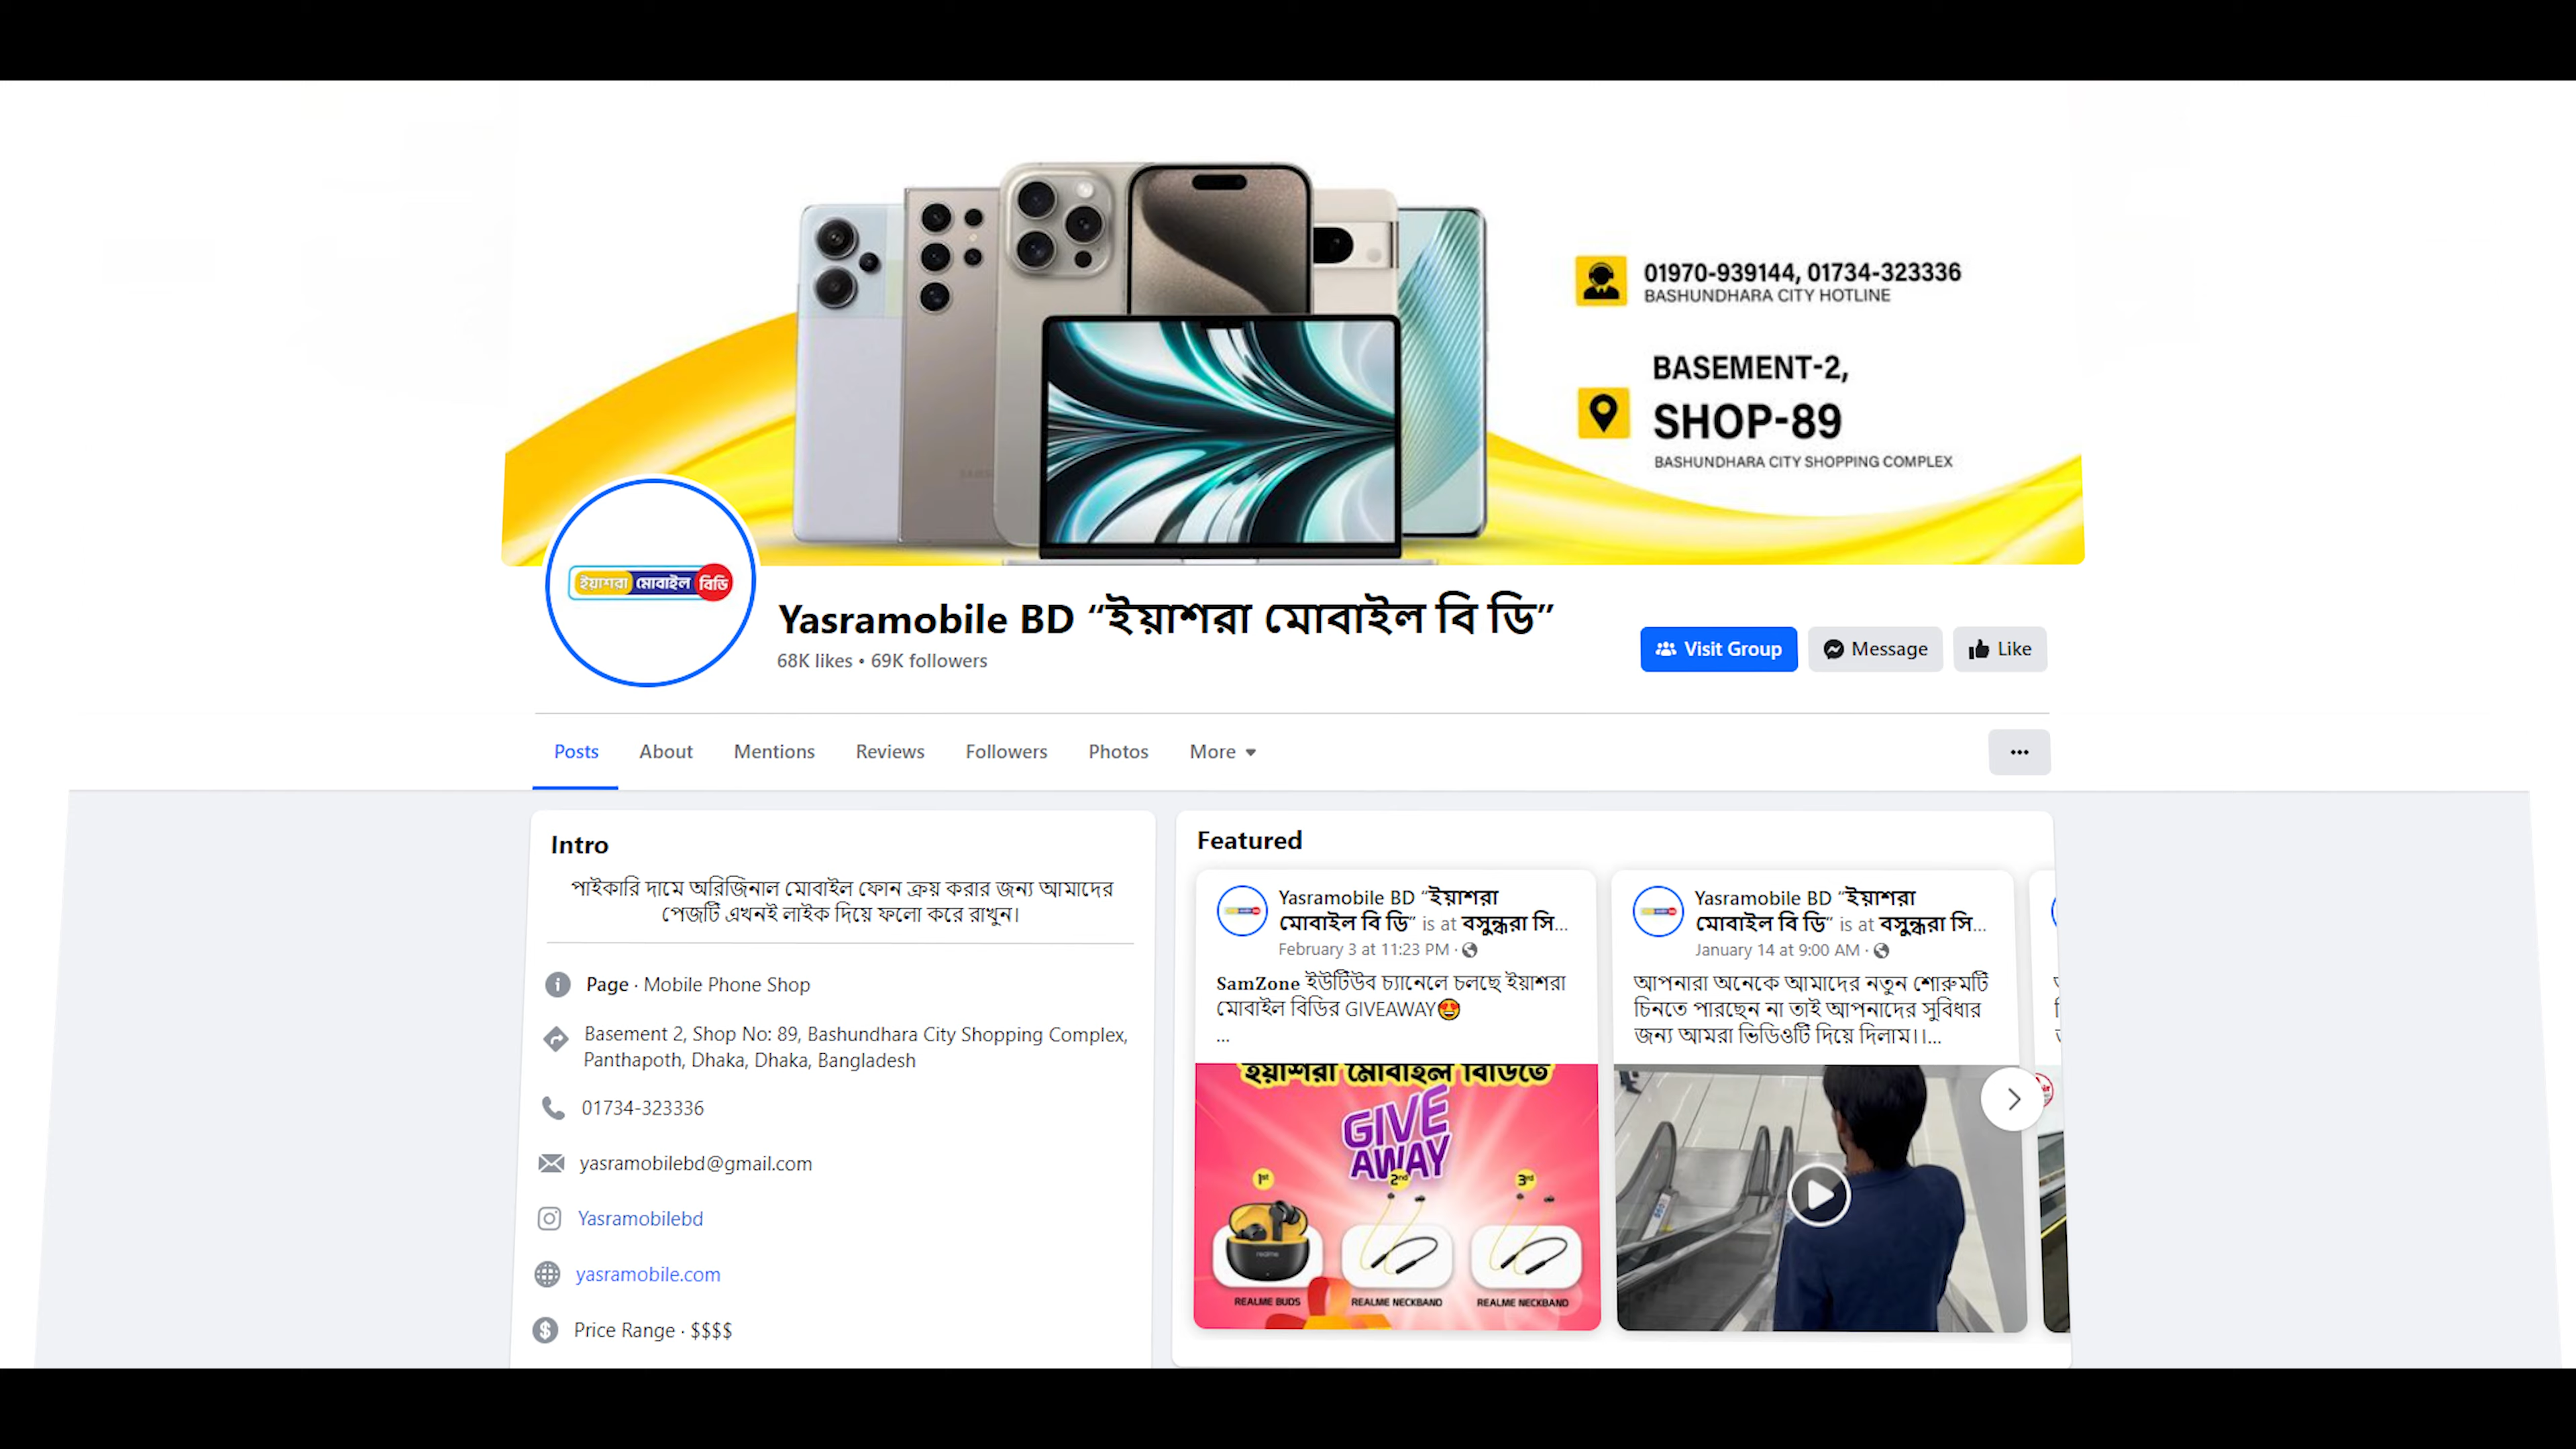 01970-939144, 01734-323336
BASHUNDHARA CITY HOTLINE
BASEMENT-2,
SHOP-89
BASHUNDHARA CITY SHOPPING COMPLEX
ইয়াশরা মোবাইল বিডি
Yasramobile BD “ইয়াশরা মোবাইল বি ডি”
68K likes • 69K followers
Visit Group
Message
Like
Posts
About
Mentions
Reviews
Followers
Photos
More
Intro
পাইকারি দামে অরিজিনাল মোবাইল ফোন ক্রয় করার জন্য আমাদের
পেজটি এখনই লাইক দিয়ে ফলো করে রাখুন।
Page · Mobile Phone Shop
Basement 2, Shop No: 89, Bashundhara City Shopping Complex,
Panthapoth, Dhaka, Dhaka, Bangladesh
01734-323336
yasramobilebd@gmail.com
Yasramobilebd
yasramobile.com
Price Range · $$$$
Featured
Yasramobile BD “ইয়াশরা
মোবাইল বি ডি” is at বসুন্ধরা সি...
February 3 at 11:23 PM ·
SamZone ইউটিউব চ্যানেলে চলছে ইয়াশরা
মোবাইল বিডির GIVEAWAY😍
...
ইয়াশরা মোবাইল বিডিতে
GIVE
AWAY
1st
2nd
3rd
realme
REALME BUDS
REALME NECKBAND
REALME NECKBAND
Yasramobile BD “ইয়াশরা
মোবাইল বি ডি” is at বসুন্ধরা সি...
January 14 at 9:00 AM ·
আপনারা অনেকে আমাদের নতুন শোরুমটি
চিনতে পারছেন না তাই আপনাদের সুবিধার
জন্য আমরা ভিডিওটি দিয়ে দিলাম।।...